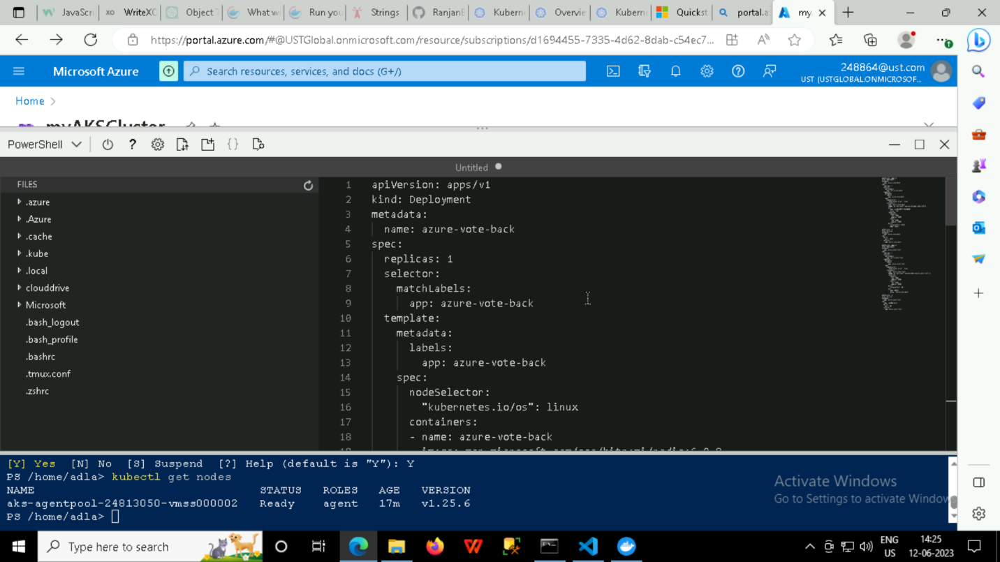 JavaScri
WriteXO
Object T
What w
Run you
Strings
RanjanE
Kuberne
Overvie
Kuberne
Quickst
portal.a
my
https://portal.azure.com/#@USTGlobal.onmicrosoft.com/resource/subscriptions/d1694455-7335-4d62-8dab-c54ec7...
Microsoft Azure
Search resources, services, and docs (G+/)
248864@ust.com
UST (USTGLOBAL.ONMICROSOF...
Home
myAKSCluster
PowerShell
Untitled
FILES
.azure
.Azure
.cache
.kube
.local
clouddrive
Microsoft
.bash_logout
.bash_profile
.bashrc
.tmux.conf
.zshrc
1 apiVersion: apps/v1
2 kind: Deployment
3 metadata:
4 name: azure-vote-back
5 spec:
6 replicas: 1
7 selector:
8 matchLabels:
9 app: azure-vote-back
10 template:
11 metadata:
12 labels:
13 app: azure-vote-back
14 spec:
15 nodeSelector:
16 "kubernetes.io/os": linux
17 containers:
18 - name: azure-vote-back
[Y] Yes [N] No [S] Suspend [?] Help (default is "Y"): Y
PS /home/adla> kubectl get nodes
NAME STATUS ROLES AGE VERSION
aks-agentpool-24813050-vmss000002 Ready agent 17m v1.25.6
PS /home/adla>
Activate Windows
Go to Settings to activate Window
Type here to search
ENG
US
14:25
12-06-2023